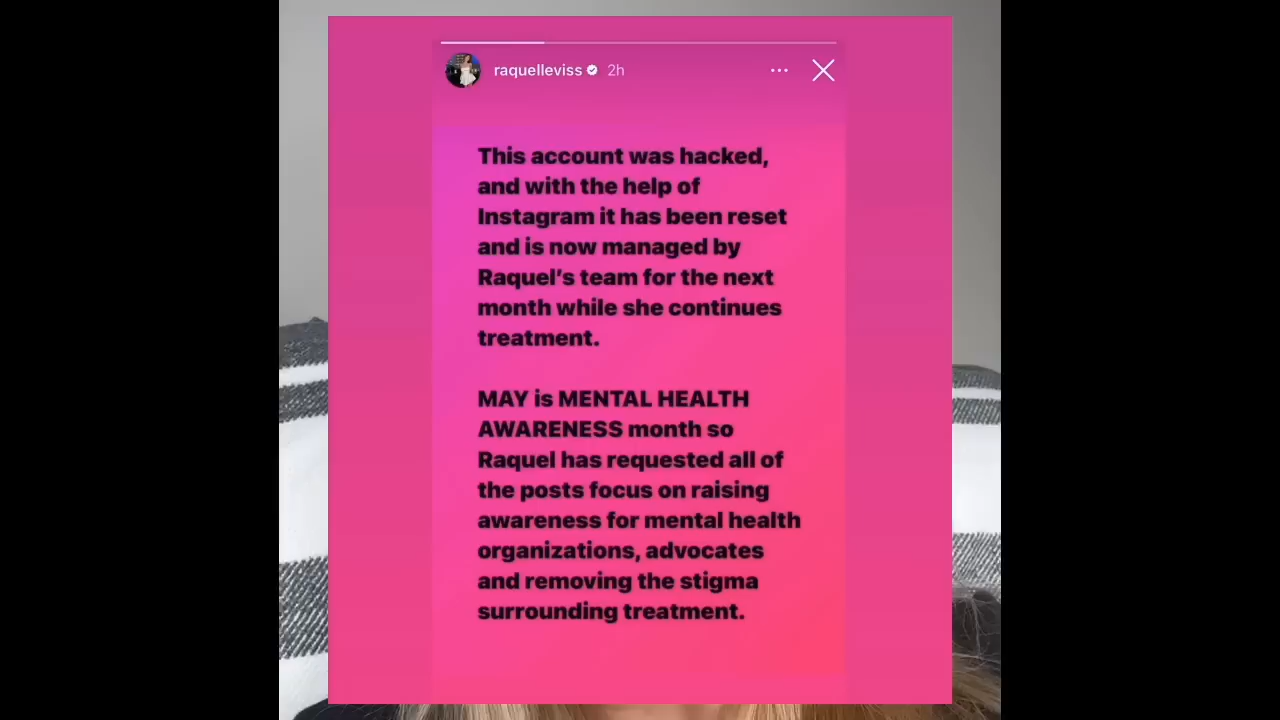 raquelleviss 2h
This account was hacked,
and with the help of
Instagram it has been reset
and is now managed by
Raquel's team for the next
month while she continues
treatment.
MAY is MENTAL HEALTH
AWARENESS month so
Raquel has requested all of
the posts focus on raising
awareness for mental health
organizations, advocates
and removing the stigma
surrounding treatment.